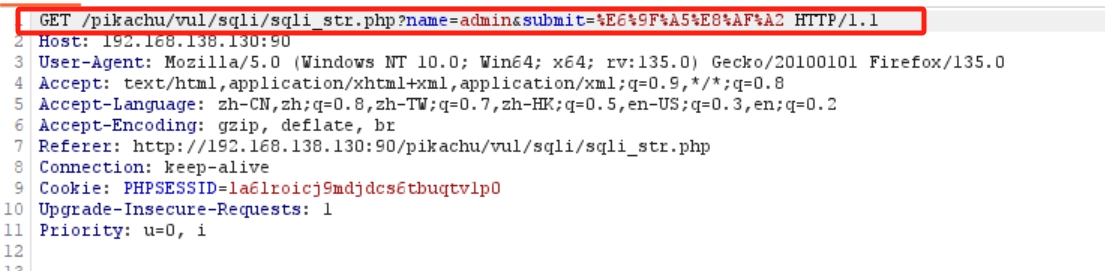 1 GET /pikachu/vul/sqli/sqli_str.php?name=admin&submit=%E6%9F%A5%E8%AF%A2 HTTP/1.1
2 Host: 192.168.138.130:90
3 User-Agent: Mozilla/5.0 (Windows NT 10.0; Win64; x64; rv:135.0) Gecko/20100101 Firefox/135.0
4 Accept: text/html,application/xhtml+xml,application/xml;q=0.9,*/*;q=0.8
5 Accept-Language: zh-CN,zh;q=0.8,zh-TW;q=0.7,zh-HK;q=0.5,en-US;q=0.3,en;q=0.2
6 Accept-Encoding: gzip, deflate, br
7 Referer: http://192.168.138.130:90/pikachu/vul/sqli/sqli_str.php
8 Connection: keep-alive
9 Cookie: PHPSESSID=la6lroicj9mdjdcs6tbuqtvlp0
10 Upgrade-Insecure-Requests: 1
11 Priority: u=0, i
12
13